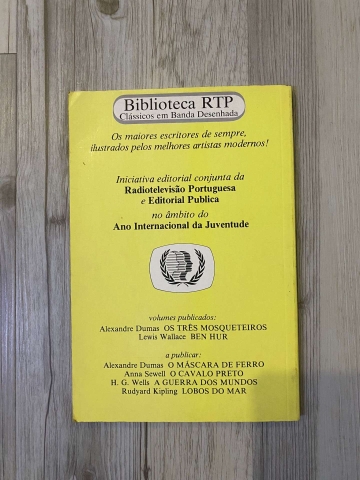 Biblioteca RTP
Clássicos em Banda Desenhada
Os maiores escritores de sempre,
ilustrados pelos melhores artistas modernos!
Iniciativa editorial conjunta da
Radiotelevisão Portuguesa
e Editorial Publica
no âmbito do
Ano Internacional da Juventude
volumes publicados:
Alexandre Dumas OS TRÊS MOSQUETEIROS
Lewis Wallace BEN HUR
a publicar:
Alexandre Dumas O MÁSCARA DE FERRO
Anna Sewell O CAVALO PRETO
H. G. Wells A GUERRA DOS MUNDOS
Rudyard Kipling LOBOS DO MAR